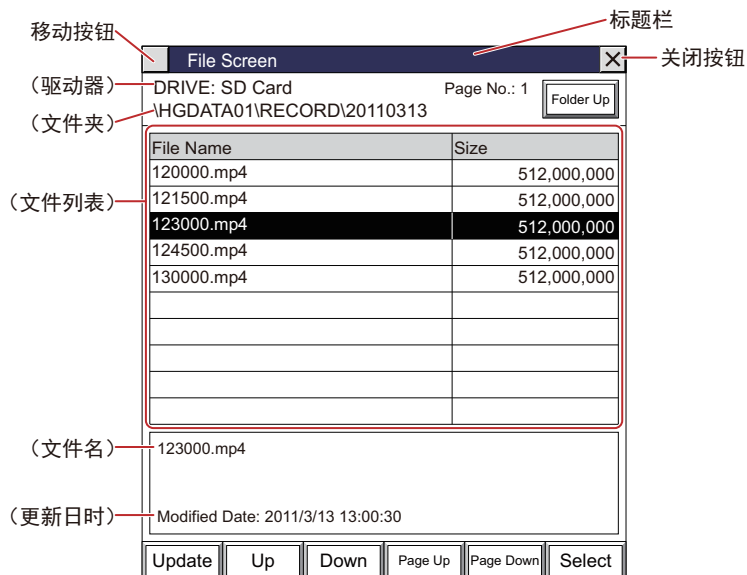 移动按钮
标题栏
File Screen
关闭按钮
（驱动器）
DRIVE: SD Card
Page No.: 1
Folder Up
（文件夹）
\HGDATA01\RECORD\20110313
（文件列表）
File Name Size
120000.mp4 512,000,000
121500.mp4 512,000,000
123000.mp4 512,000,000
124500.mp4 512,000,000
130000.mp4 512,000,000
（文件名）
123000.mp4
（更新日时）
Modified Date: 2011/3/13 13:00:30
Update Up Down Page Up Page Down Select